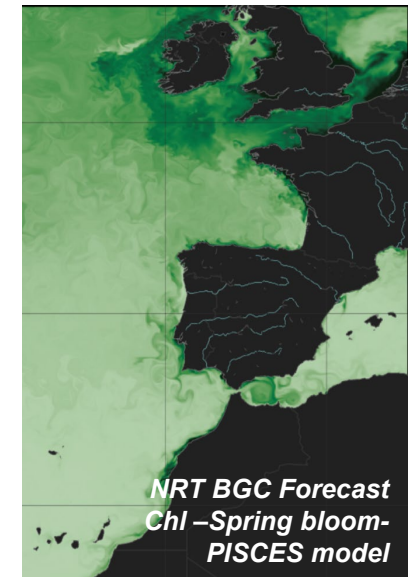 NRT BGC Forecast
Chl –Spring bloom-
PISCES model